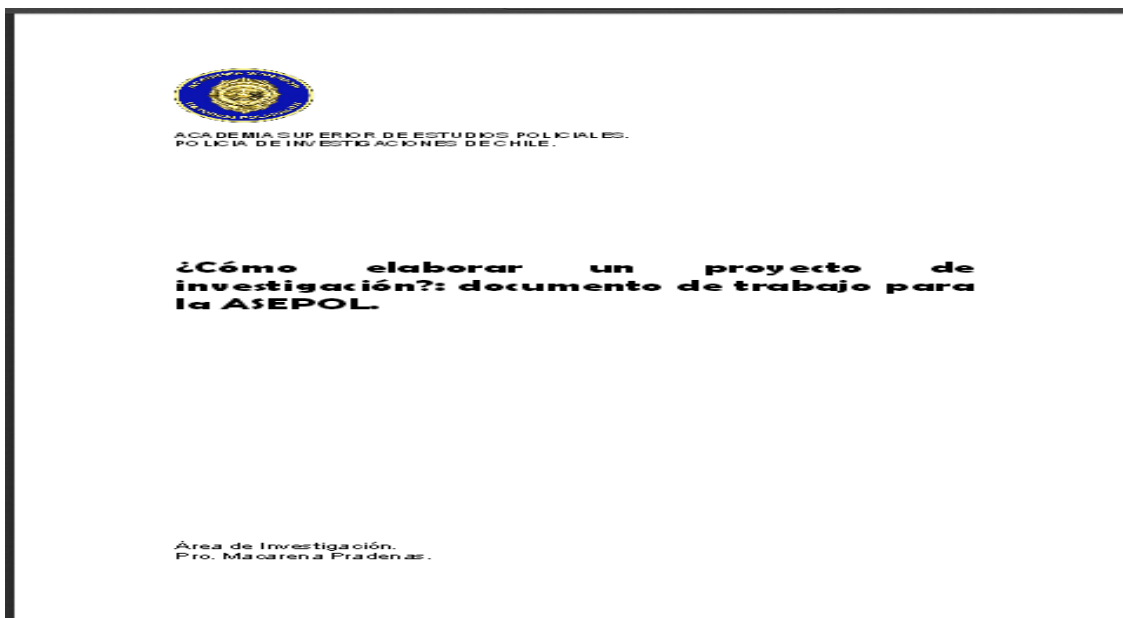 ACADEMIA SUPERIOR DE ESTUDIOS POLICIALES.
POLICIA DE INVESTIGACIONES DE CHILE.
¿Cómo elaborar un proyecto de
investigación?: documento de trabajo para
la ASEPOL.
Área de Investigación.
Pro. Macarena Pradenas.